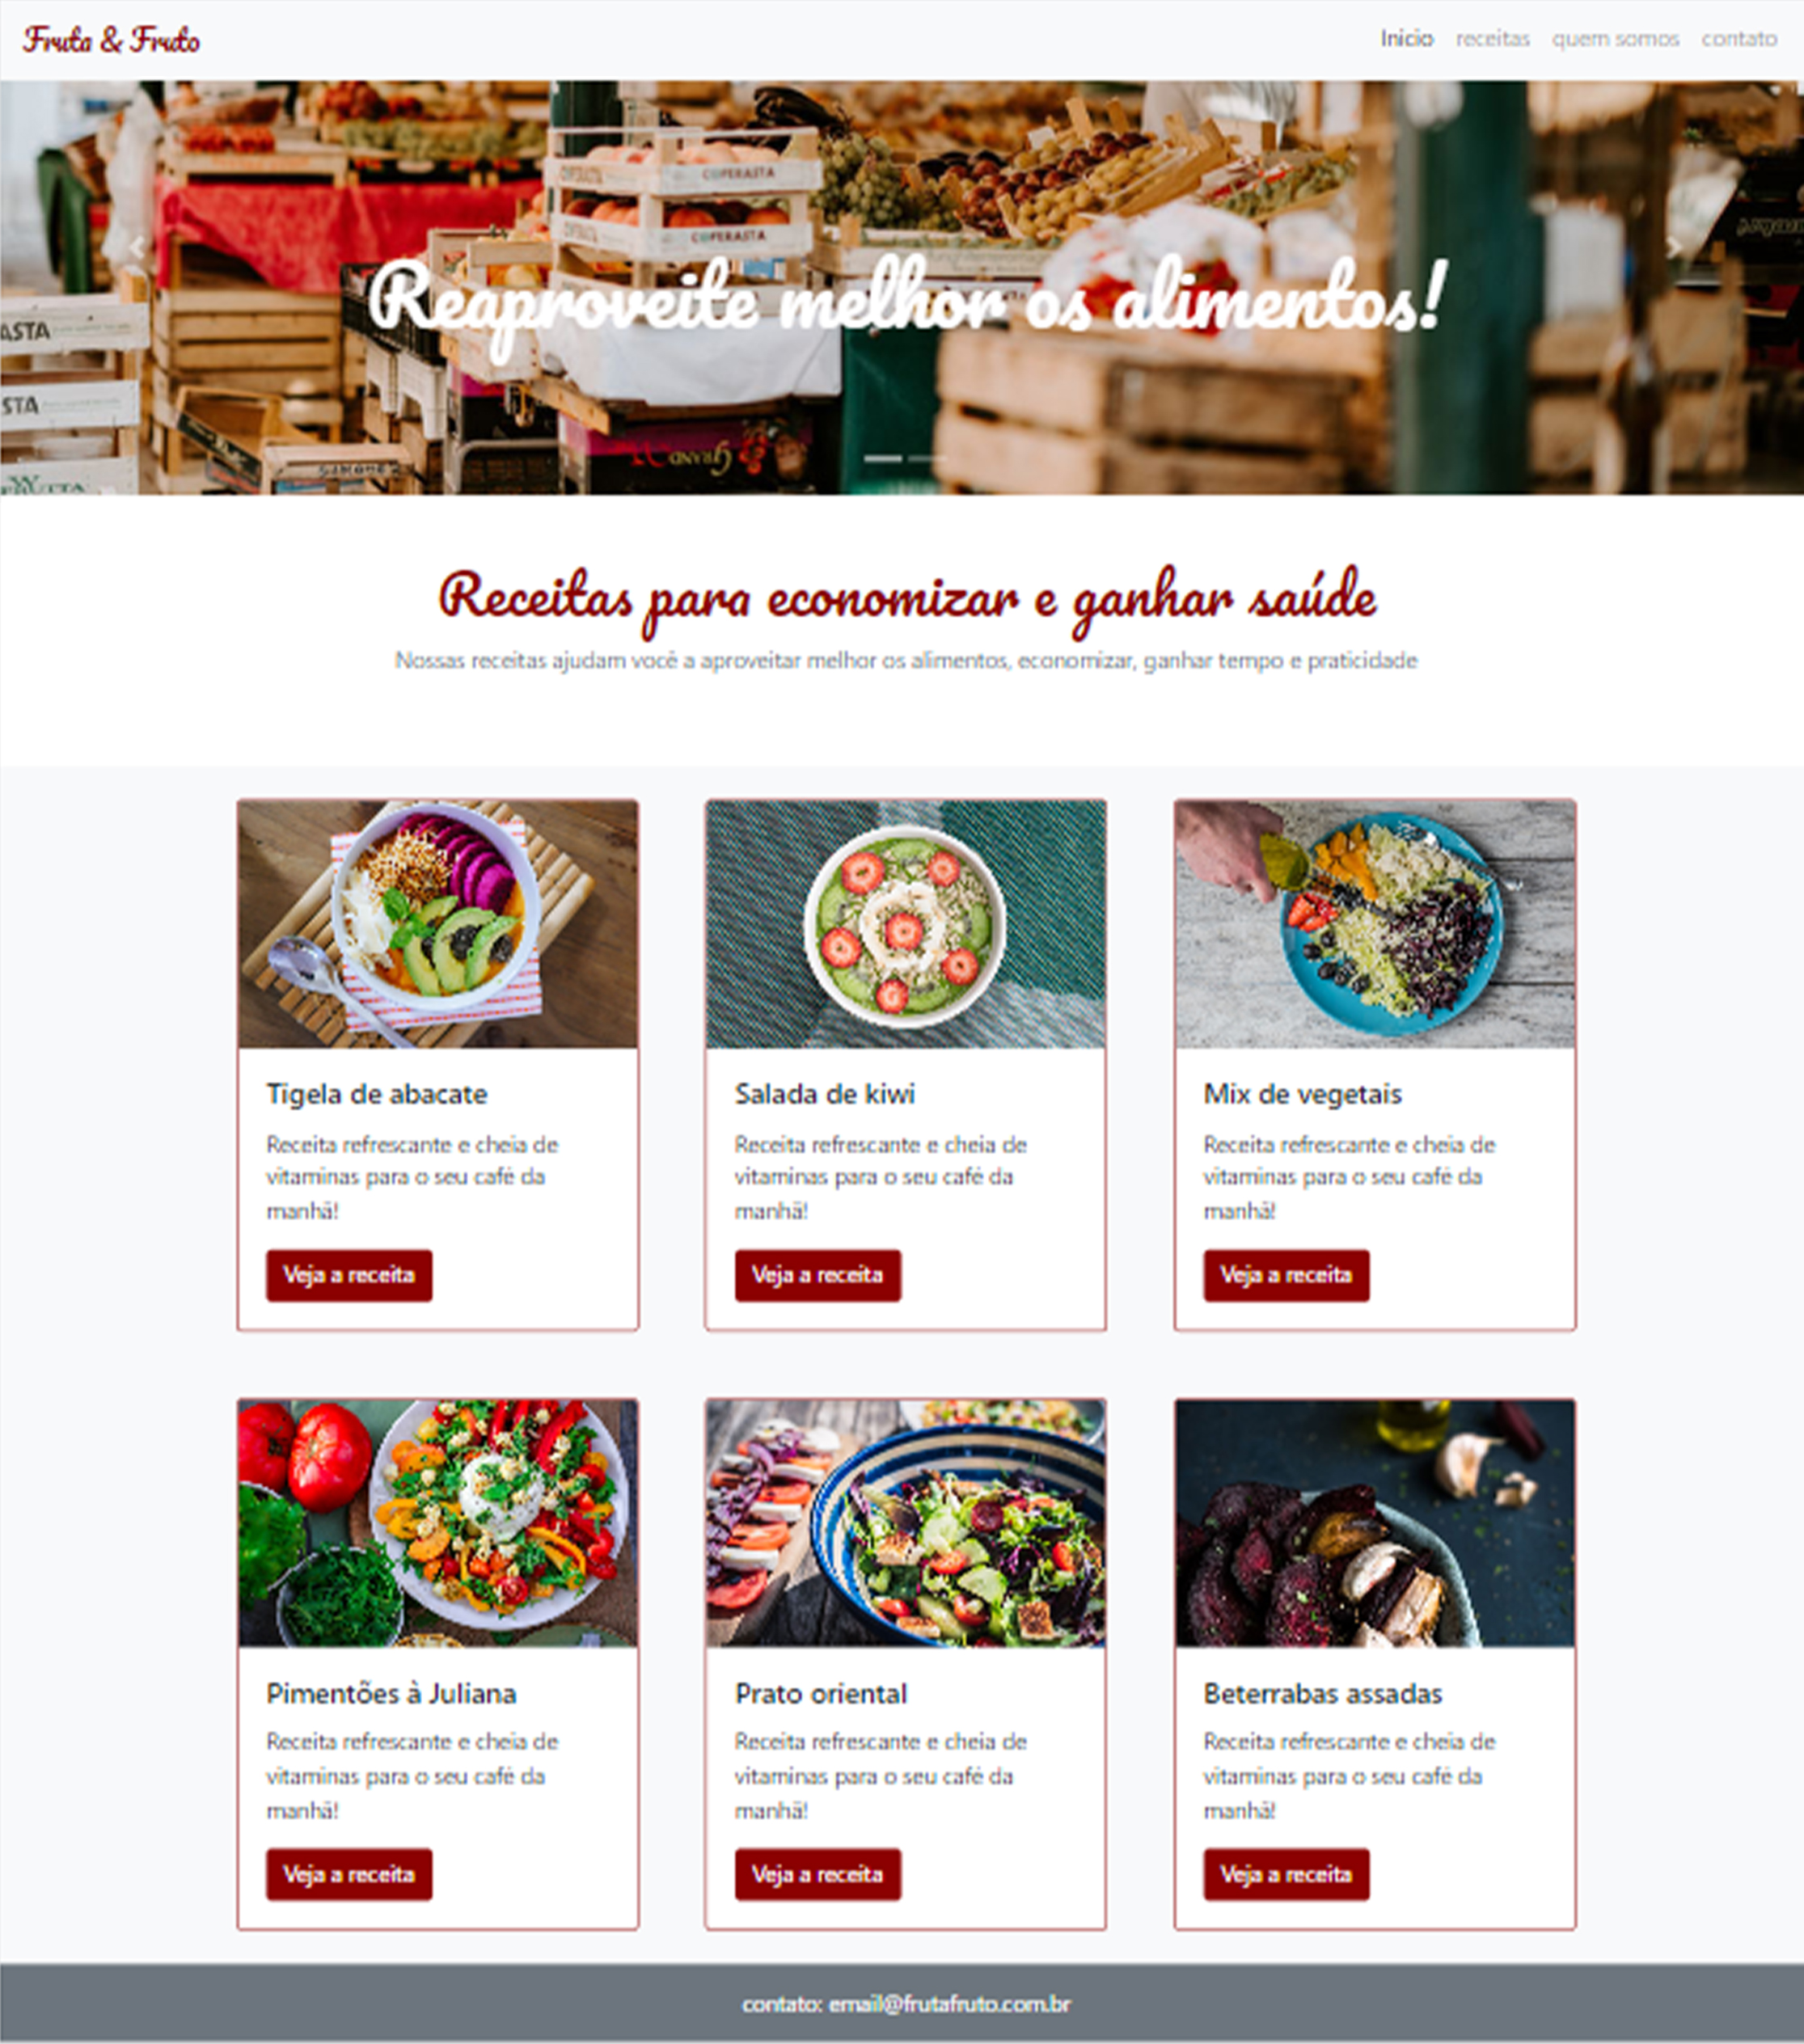 Fruta & Fruto
Inicio receitas quem somos contato
COFERASTA
COFERASTA
ASTA
STA
FRUTTA
GRAND
Reaproveite melhor os alimentos!
Receitas para economizar e ganhar saúde
Nossas receitas ajudam você a aproveitar melhor os alimentos, economizar, ganhar tempo e praticidade
Tigela de abacate
Receita refrescante e cheia de
vitaminas para o seu café da
manhã!
Veja a receita
Salada de kiwi
Receita refrescante e cheia de
vitaminas para o seu café da
manhã!
Veja a receita
Mix de vegetais
Receita refrescante e cheia de
vitaminas para o seu café da
manhã!
Veja a receita
Pimentões à Juliana
Receita refrescante e cheia de
vitaminas para o seu café da
manhã!
Veja a receita
Prato oriental
Receita refrescante e cheia de
vitaminas para o seu café da
manhã!
Veja a receita
Beterrabas assadas
Receita refrescante e cheia de
vitaminas para o seu café da
manhã!
Veja a receita
contato: email@frutafruto.com.br